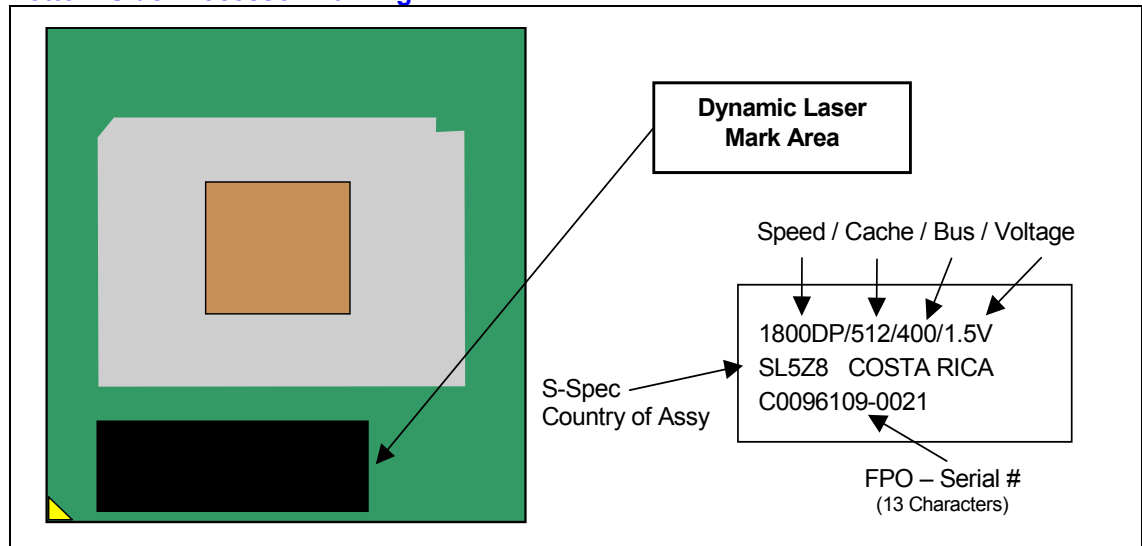 Dynamic Laser
Mark Area
Speed / Cache / Bus / Voltage
1800DP/512/400/1.5V
SL5Z8 COSTA RICA
C0096109-0021
S-Spec
Country of Assy
FPO – Serial #
(13 Characters)